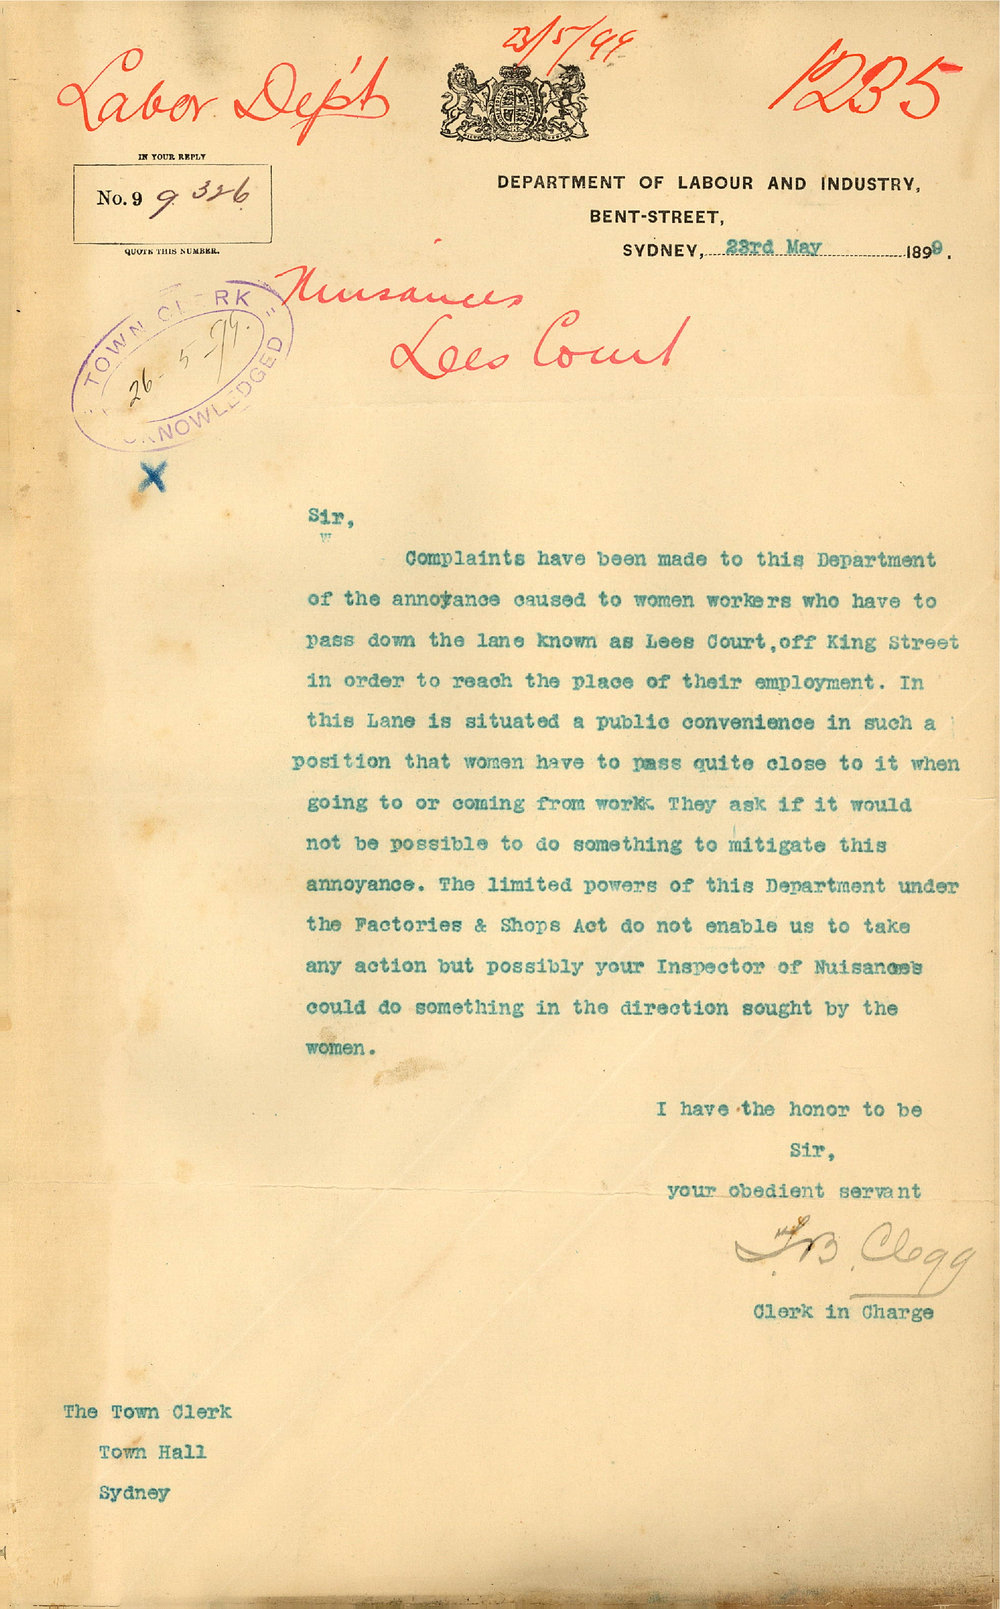 23/5/99
Labor Dep't
1235
IN YOUR REPLY
No. 9 9.326
QUOTE THIS NUMBER.
DEPARTMENT OF LABOUR AND INDUSTRY,
BENT-STREET,
SYDNEY, 23rd May 1899.
Nuisances
Lees Court
"TOWN CLERK"
26-5-99.
ACKNOWLEDGED
X
Sir,
w
Complaints have been made to this Department
of the annoyance caused to women workers who have to
pass down the lane known as Lees Court,off King Street
in order to reach the place of their employment. In
this Lane is situated a public convenience in such a
position that women have to pass quite close to it when
going to or coming from work. They ask if it would
not be possible to do something to mitigate this
annoyance. The limited powers of this Department under
the Factories & Shops Act do not enable us to take
any action but possibly your Inspector of Nuisances
could do something in the direction sought by the
women.
I have the honor to be
Sir,
your obedient servant
Clegg
Clerk in Charge
The Town Clerk
Town Hall
Sydney